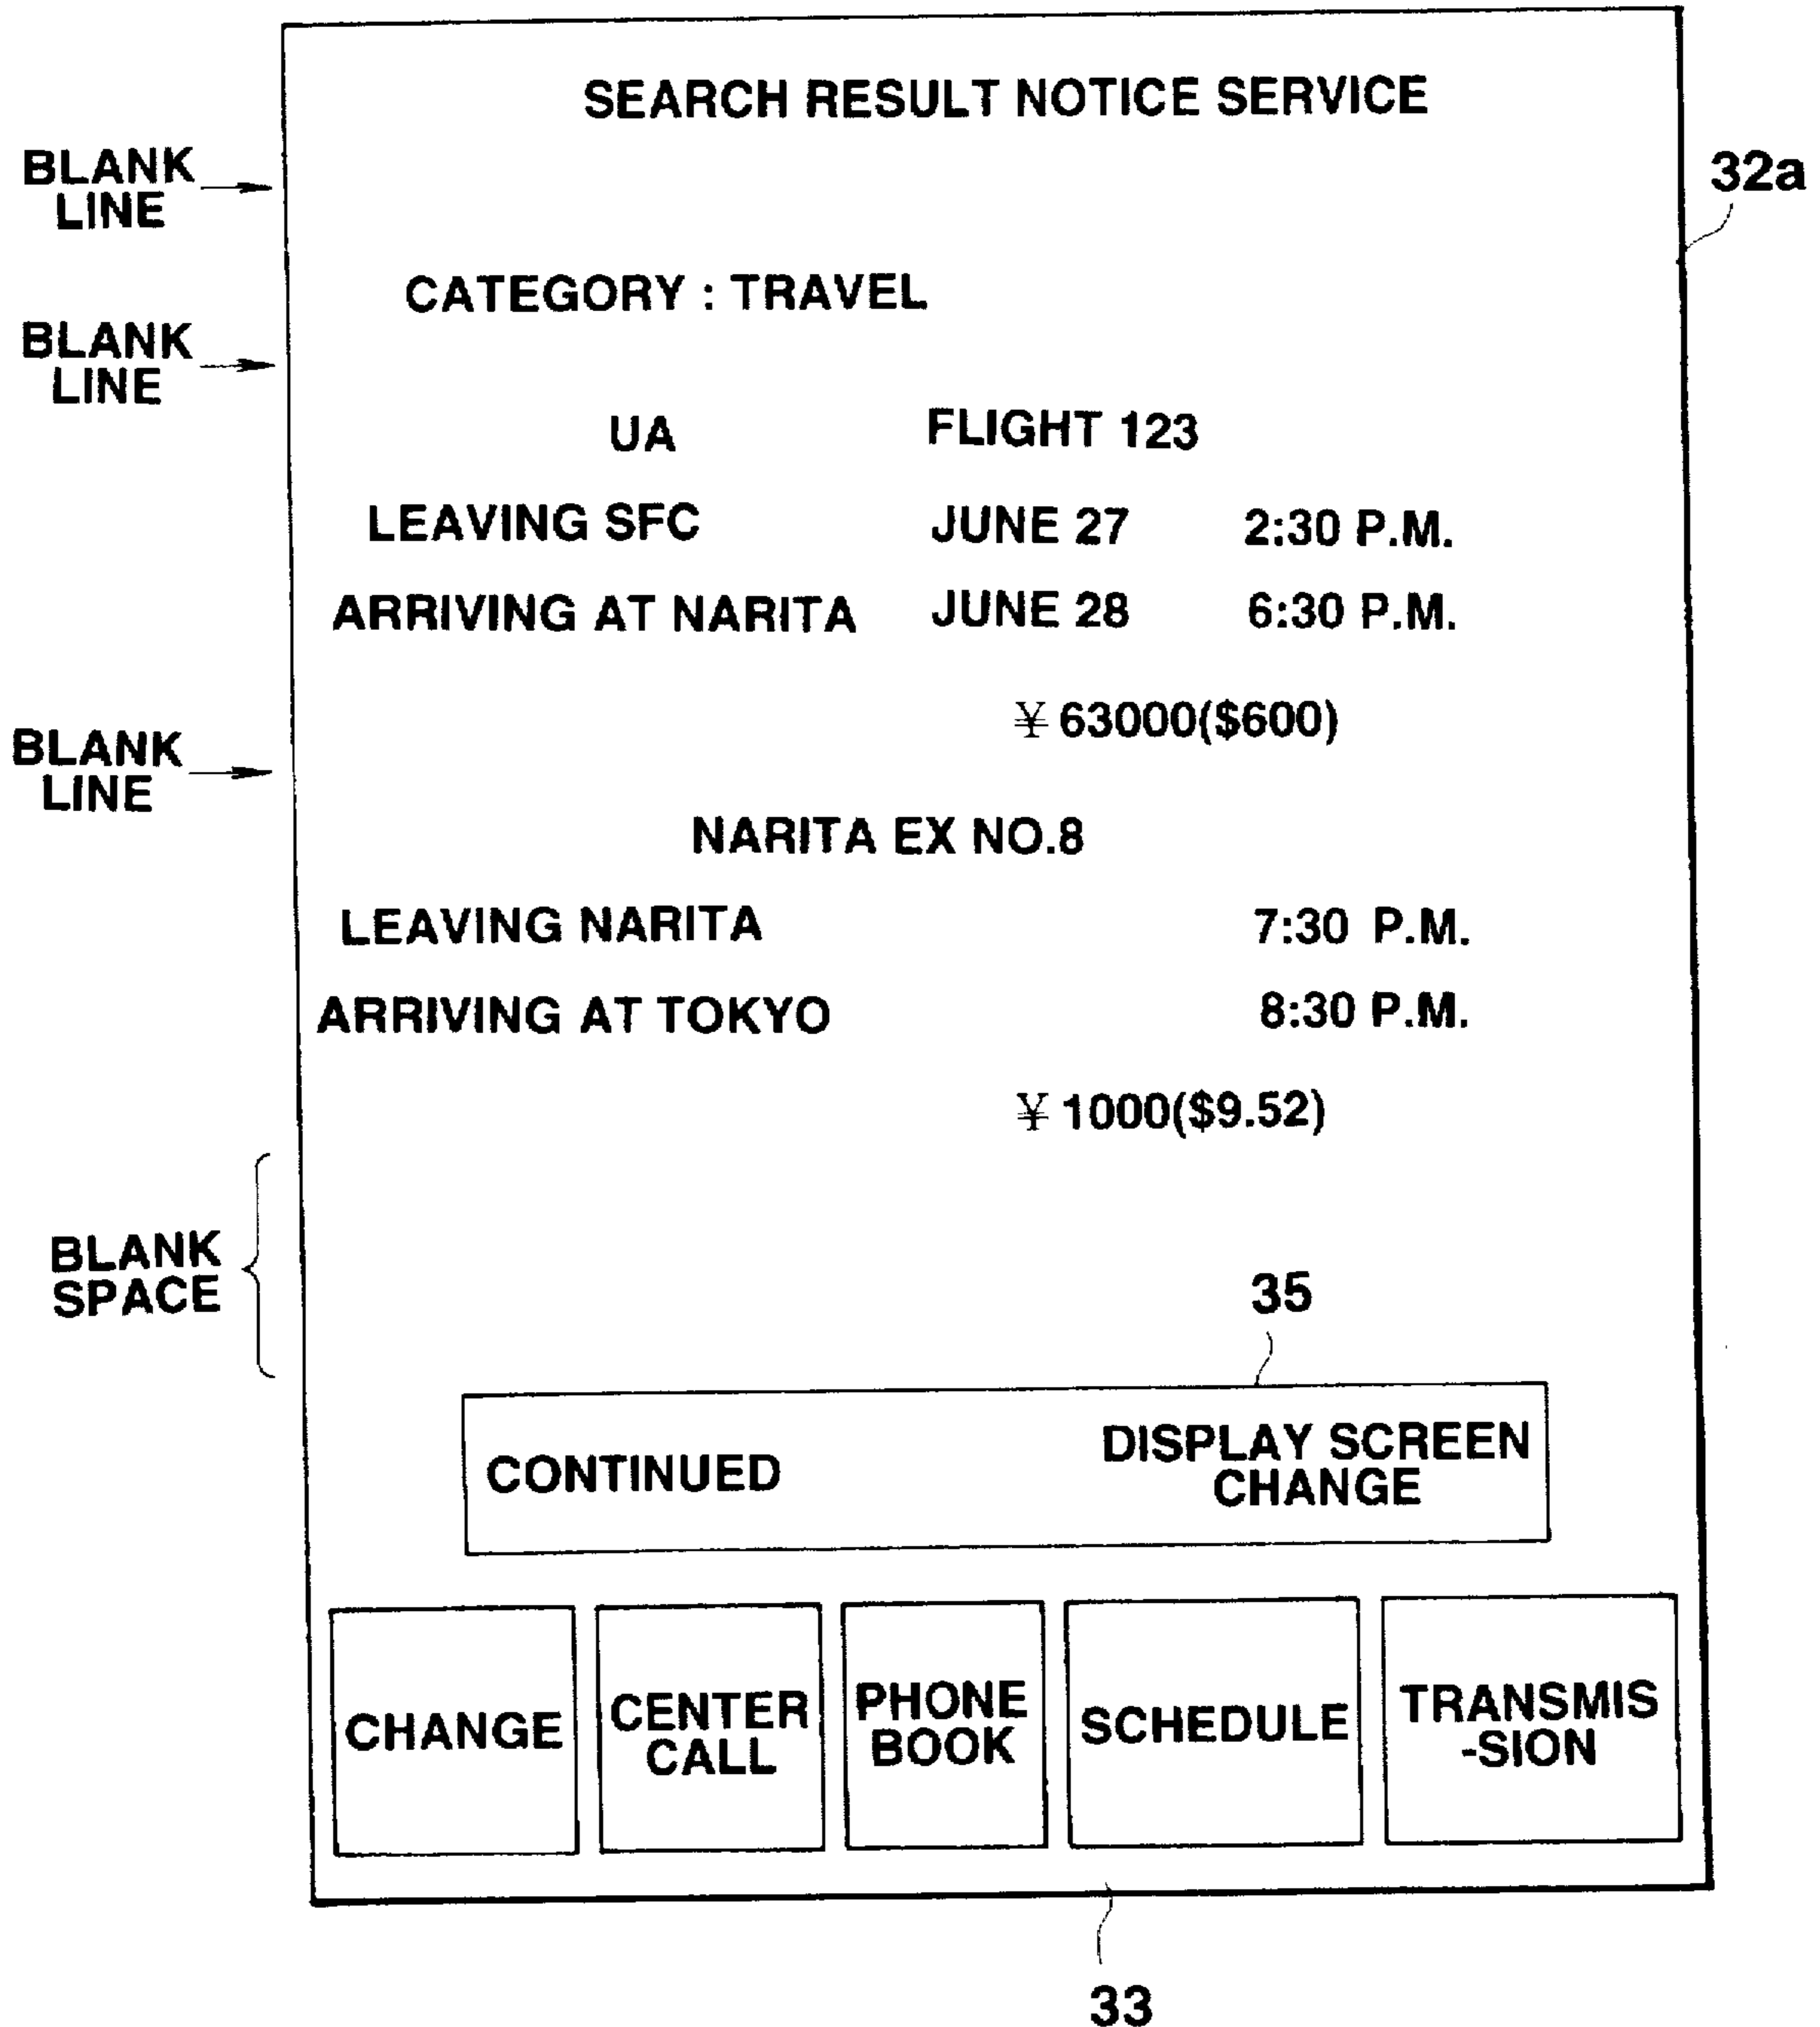 SEARCH RESULT NOTICE SERVICE
BLANK
LINE
32a
CATEGORY : TRAVEL
BLANK
LINE
UA FLIGHT 123
LEAVING SFC JUNE 27 2:30 P.M.
ARRIVING AT NARITA JUNE 28 6:30 P.M.
¥ 63000($600)
BLANK
LINE
NARITA EX NO.8
LEAVING NARITA 7:30 P.M.
ARRIVING AT TOKYO 8:30 P.M.
¥ 1000($9.52)
BLANK
SPACE
35
CONTINUED
DISPLAY SCREEN
CHANGE
CHANGE
CENTER
CALL
PHONE
BOOK
SCHEDULE
TRANSMIS
-SION
33